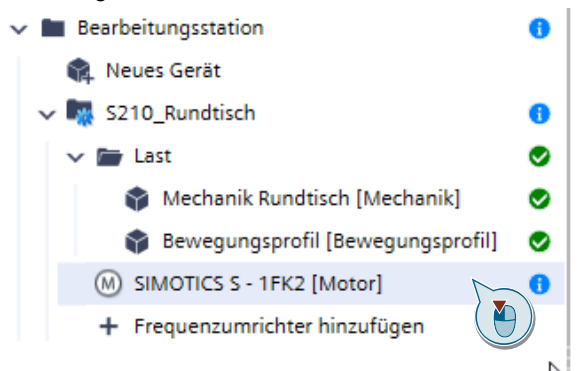 Bearbeitungsstation
Neues Gerät
S210_Rundtisch
Last
Mechanik Rundtisch [Mechanik]
Bewegungsprofil [Bewegungsprofil]
M SIMOTICS S - 1FK2 [Motor]
+ Frequenzumrichter hinzufügen